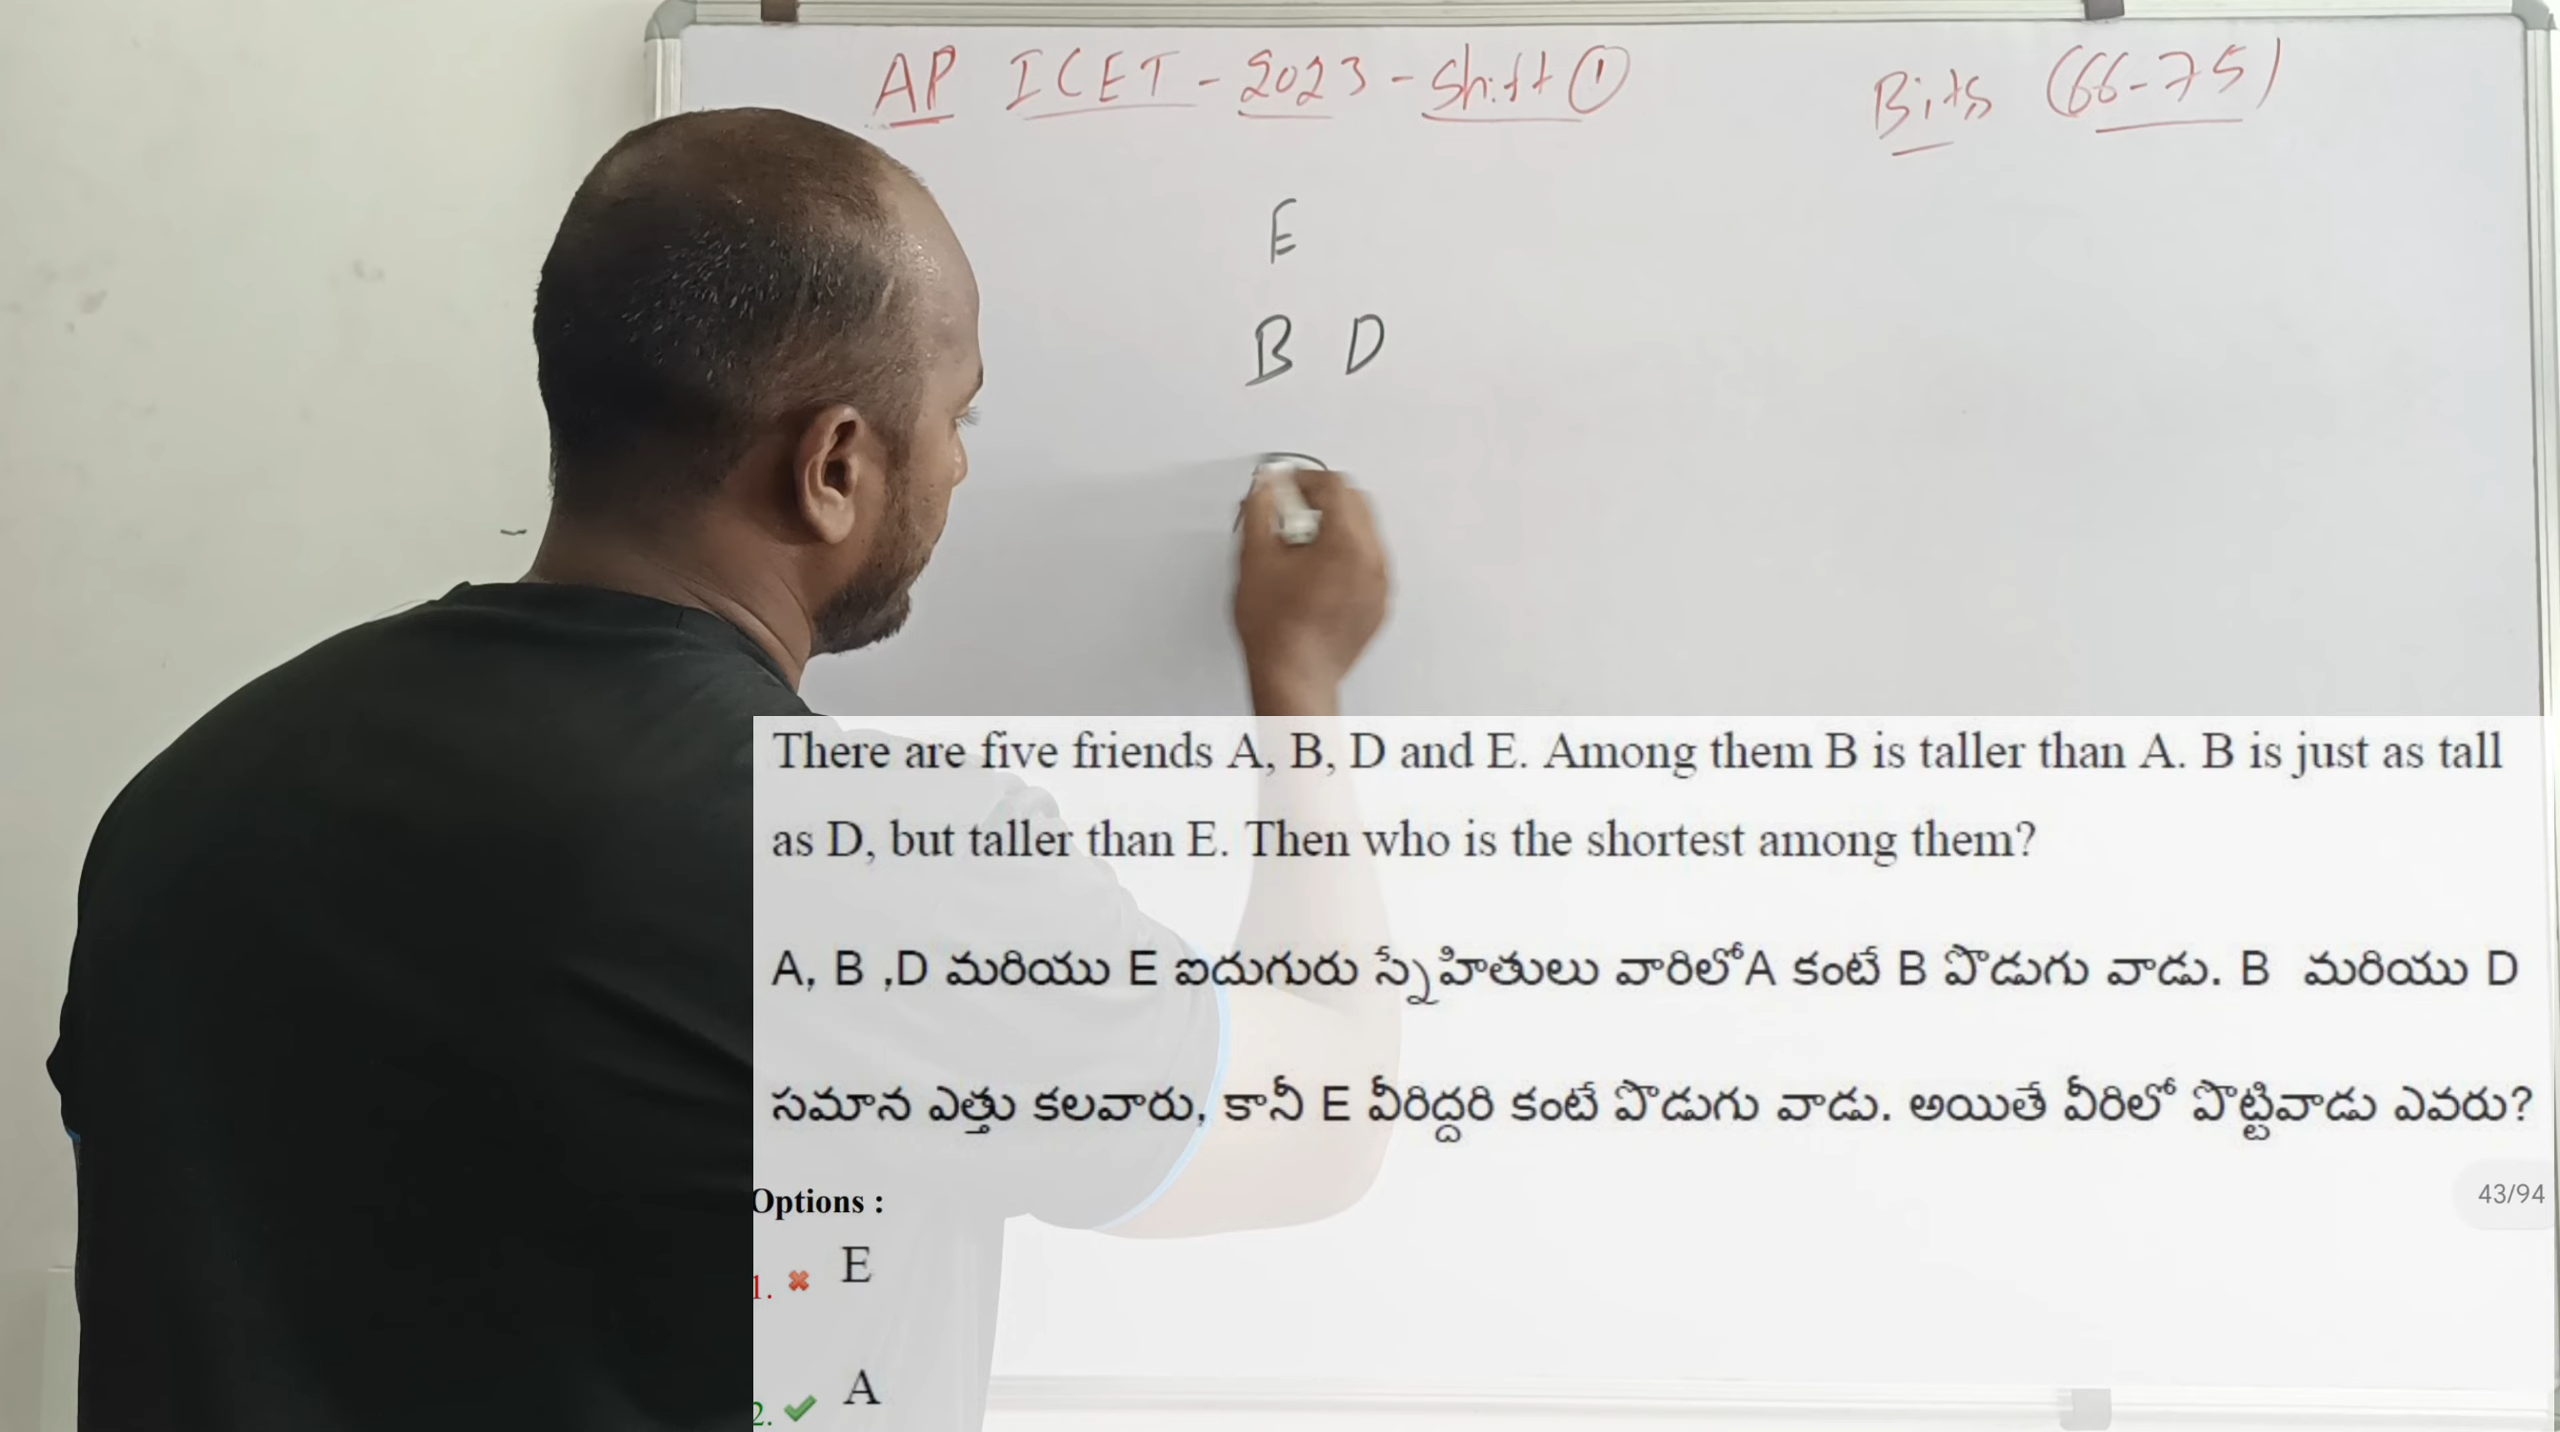 AP ICET - 2023 - Shift ①
Bits (66-75)
E
B D
There are five friends A, B, D and E. Among them B is taller than A. B is just as tall
as D, but taller than E. Then who is the shortest among them?
A, B ,D మరియు E ఐదుగురు స్నేహితులు వారిలో A కంటే B పొడుగు వాడు. B మరియు D
సమాన ఎత్తు కలవారు, కానీ E వీరిద్దరి కంటే పొడుగు వాడు. అయితే వీరిలో పొట్టివాడు ఎవరు?
43/94
Options :
1. ✖ E
2. ✔ A